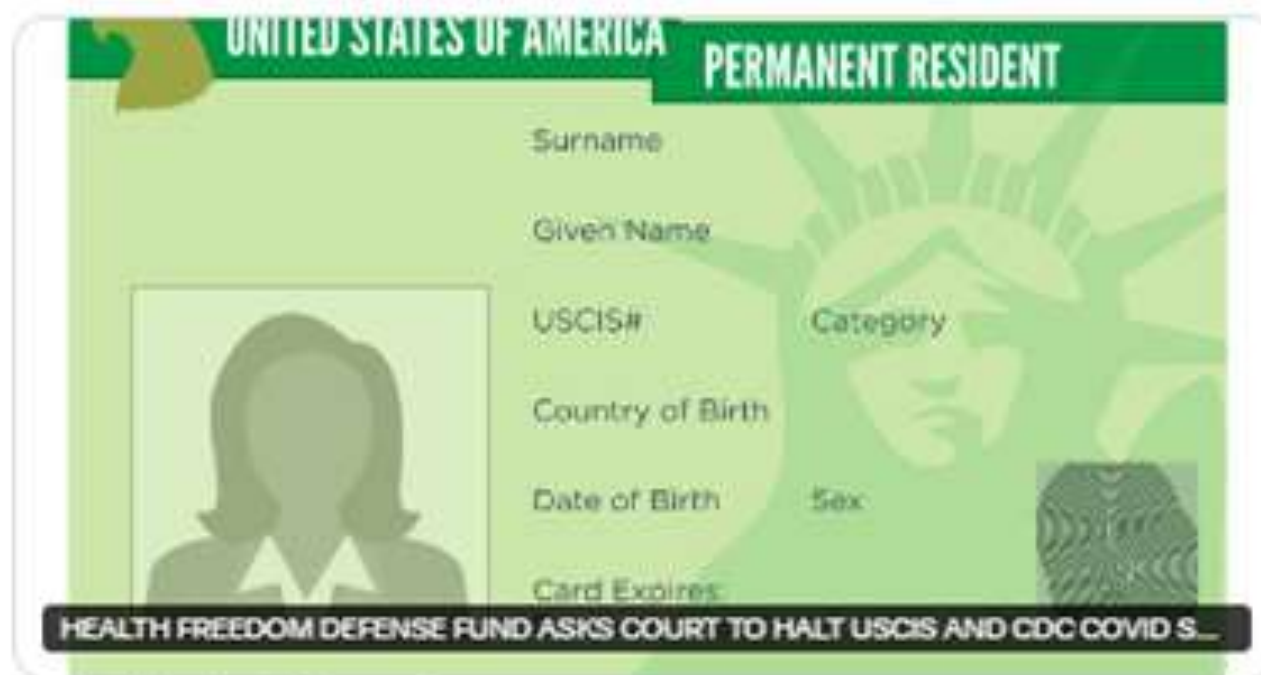 UNITED STATES OF AMERICA
PERMANENT RESIDENT
Surname
Given Name
USCIS# Category
Country of Birth
Date of Birth Sex
Card Expires:
HEALTH FREEDOM DEFENSE FUND ASKS COURT TO HALT USCIS AND CDC COVID S...